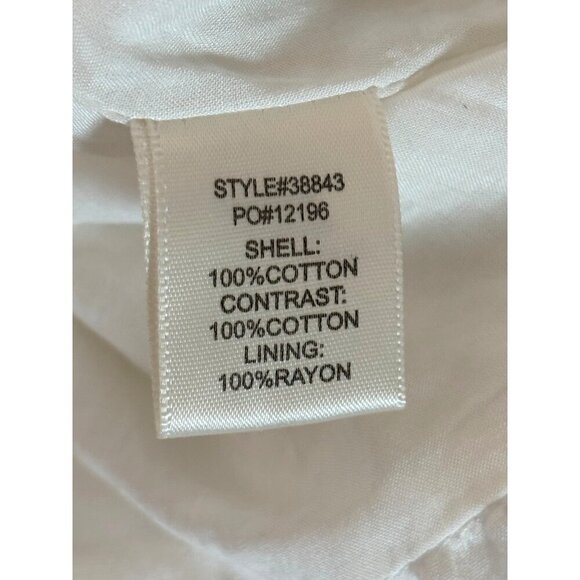 STYLE#38843
PO#12196
SHELL:
100%COTTON
CONTRAST:
100%COTTON
LINING:
100%RAYON